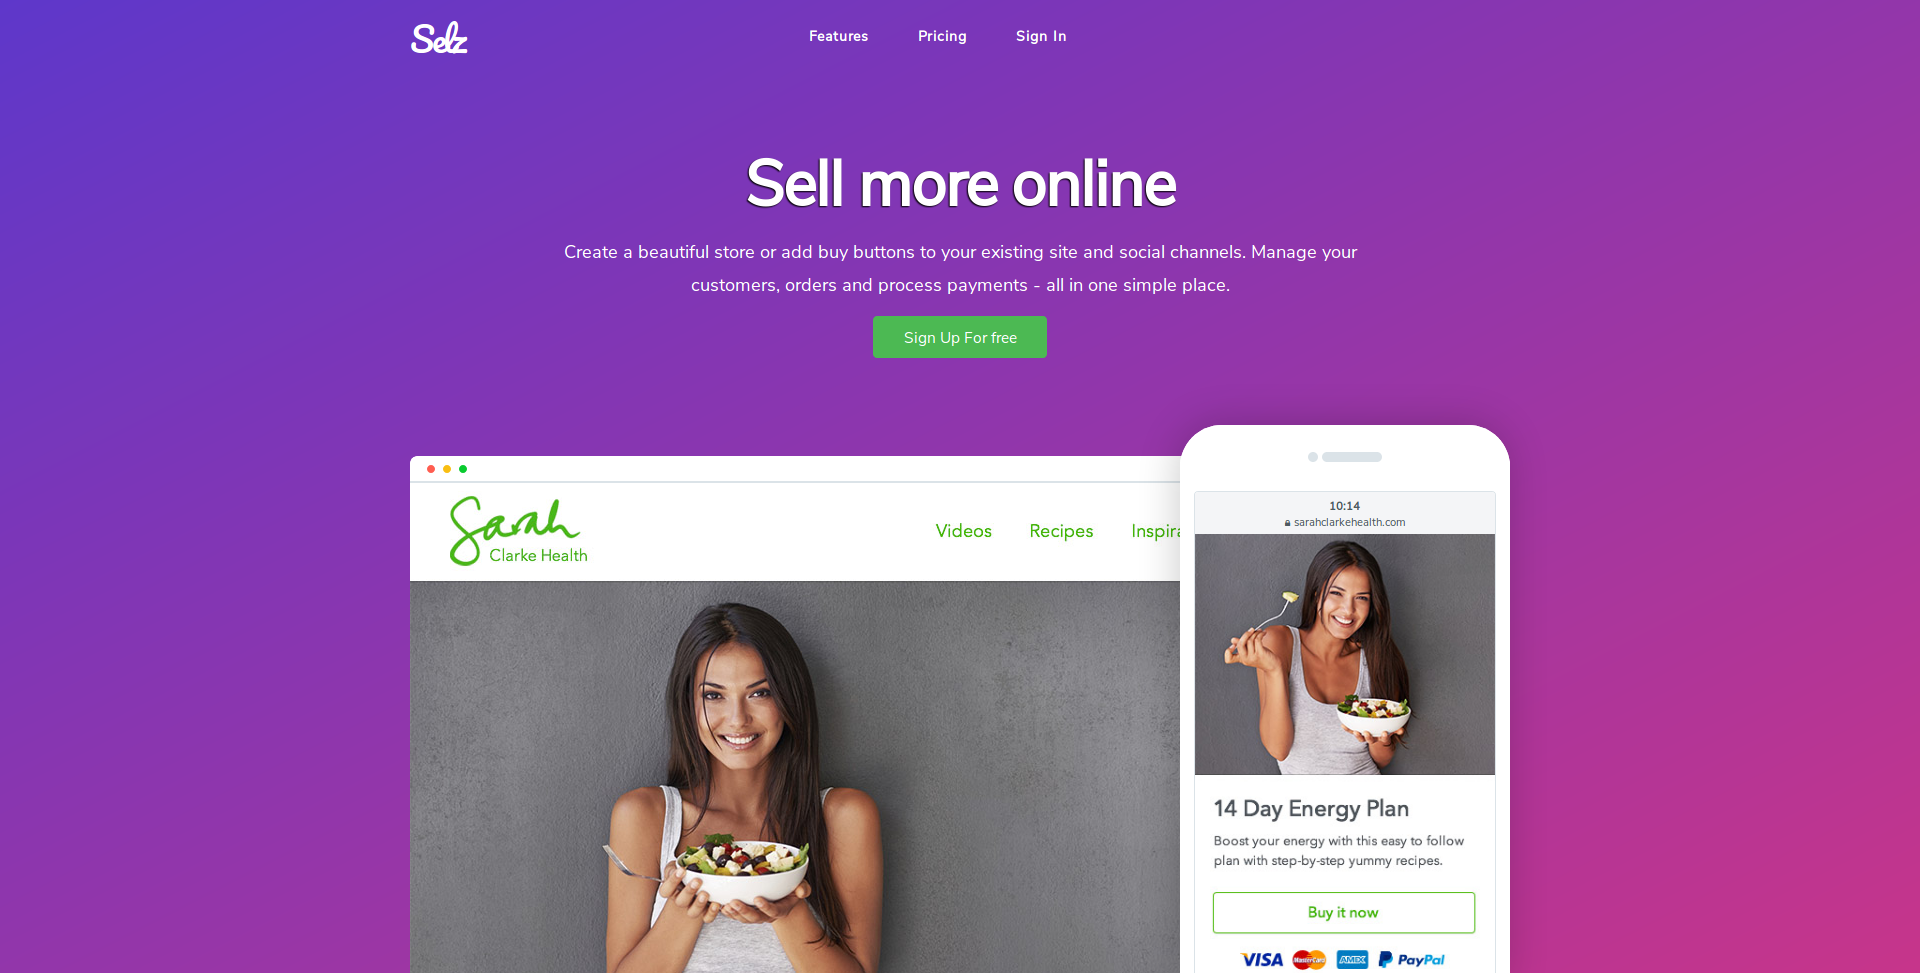 Selz
Features Pricing Sign In
Sell more online
Create a beautiful store or add buy buttons to your existing site and social channels. Manage your
customers, orders and process payments - all in one simple place.
Sign Up For free
Sarah
Clarke Health
Videos Recipes Inspira
10:14
sarahclarkehealth.com
14 Day Energy Plan
Boost your energy with this easy to follow
plan with step-by-step yummy recipes.
Buy it now
VISA MasterCard AMEX PayPal